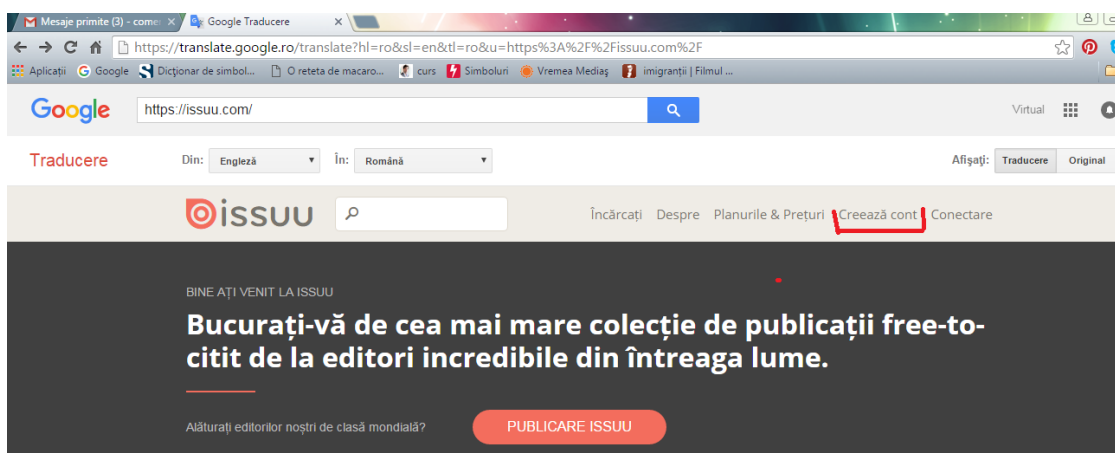 Mesaje primite (3) - come
Google Traducere
https://translate.google.ro/translate?hl=ro&sl=en&tl=ro&u=https%3A%2F%2Fissuu.com%2F
Aplicații Google Dicționar de simbol... O reteta de macaro... curs Simboluri Vremea Mediaș imigranții | Filmul ...
Google https://issuu.com/ Virtual
Traducere Din: Engleză În: Română Afișați: Traducere Original
issuu Încărcați Despre Planurile & Prețuri Creează cont Conectare
BINE AȚI VENIT LA ISSUU
Bucurați-vă de cea mai mare colecție de publicații free-to-
citit de la editori incredibile din întreaga lume.
Alăturați editorilor noștri de clasă mondială? PUBLICARE ISSUU